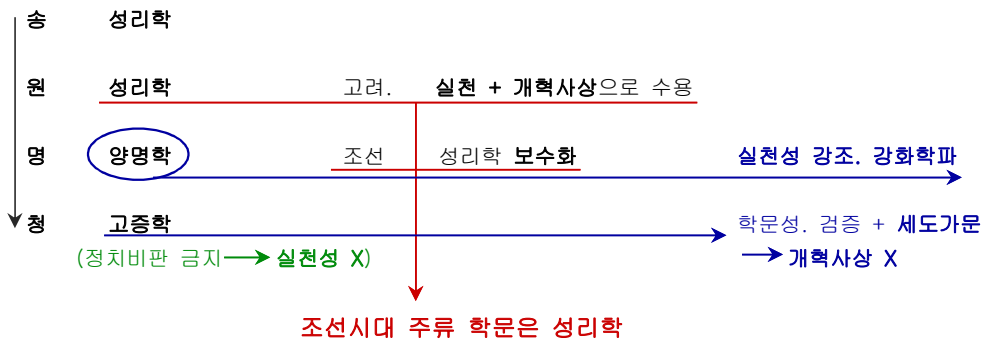 송 성리학
원 성리학 고려. 실천 + 개혁사상으로 수용
명 양명학 조선 성리학 보수화 실천성 강조. 강화학파
청 고증학 학문성. 검증 + 세도가문
(정치비판 금지 → 실천성 X) → 개혁사상 X
조선시대 주류 학문은 성리학